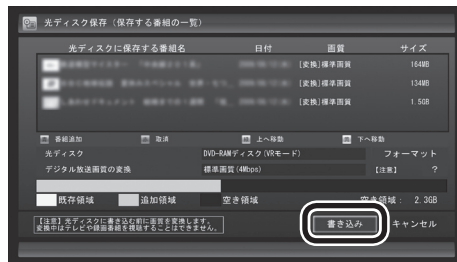 光ディスク保存（保存する番組の一覧）
光ディスクに保存する番組名 日付 画質 サイズ
[変換]標準画質 164MB
[変換]標準画質 134MB
[変換]標準画質 1.5GB
番組追加 取消 上へ移動 下へ移動
光ディスク DVD-RAMディスク(VRモード) フォーマット
デジタル放送画質の変換 標準画質(4Mbps) 【注意】 ?
既存領域 追加領域 空き領域 空き領域： 2.3GB
【注意】光ディスクに書き込む前に画質を変換します。
変換中はテレビや録画番組を視聴することはできません。
書き込み キャンセル